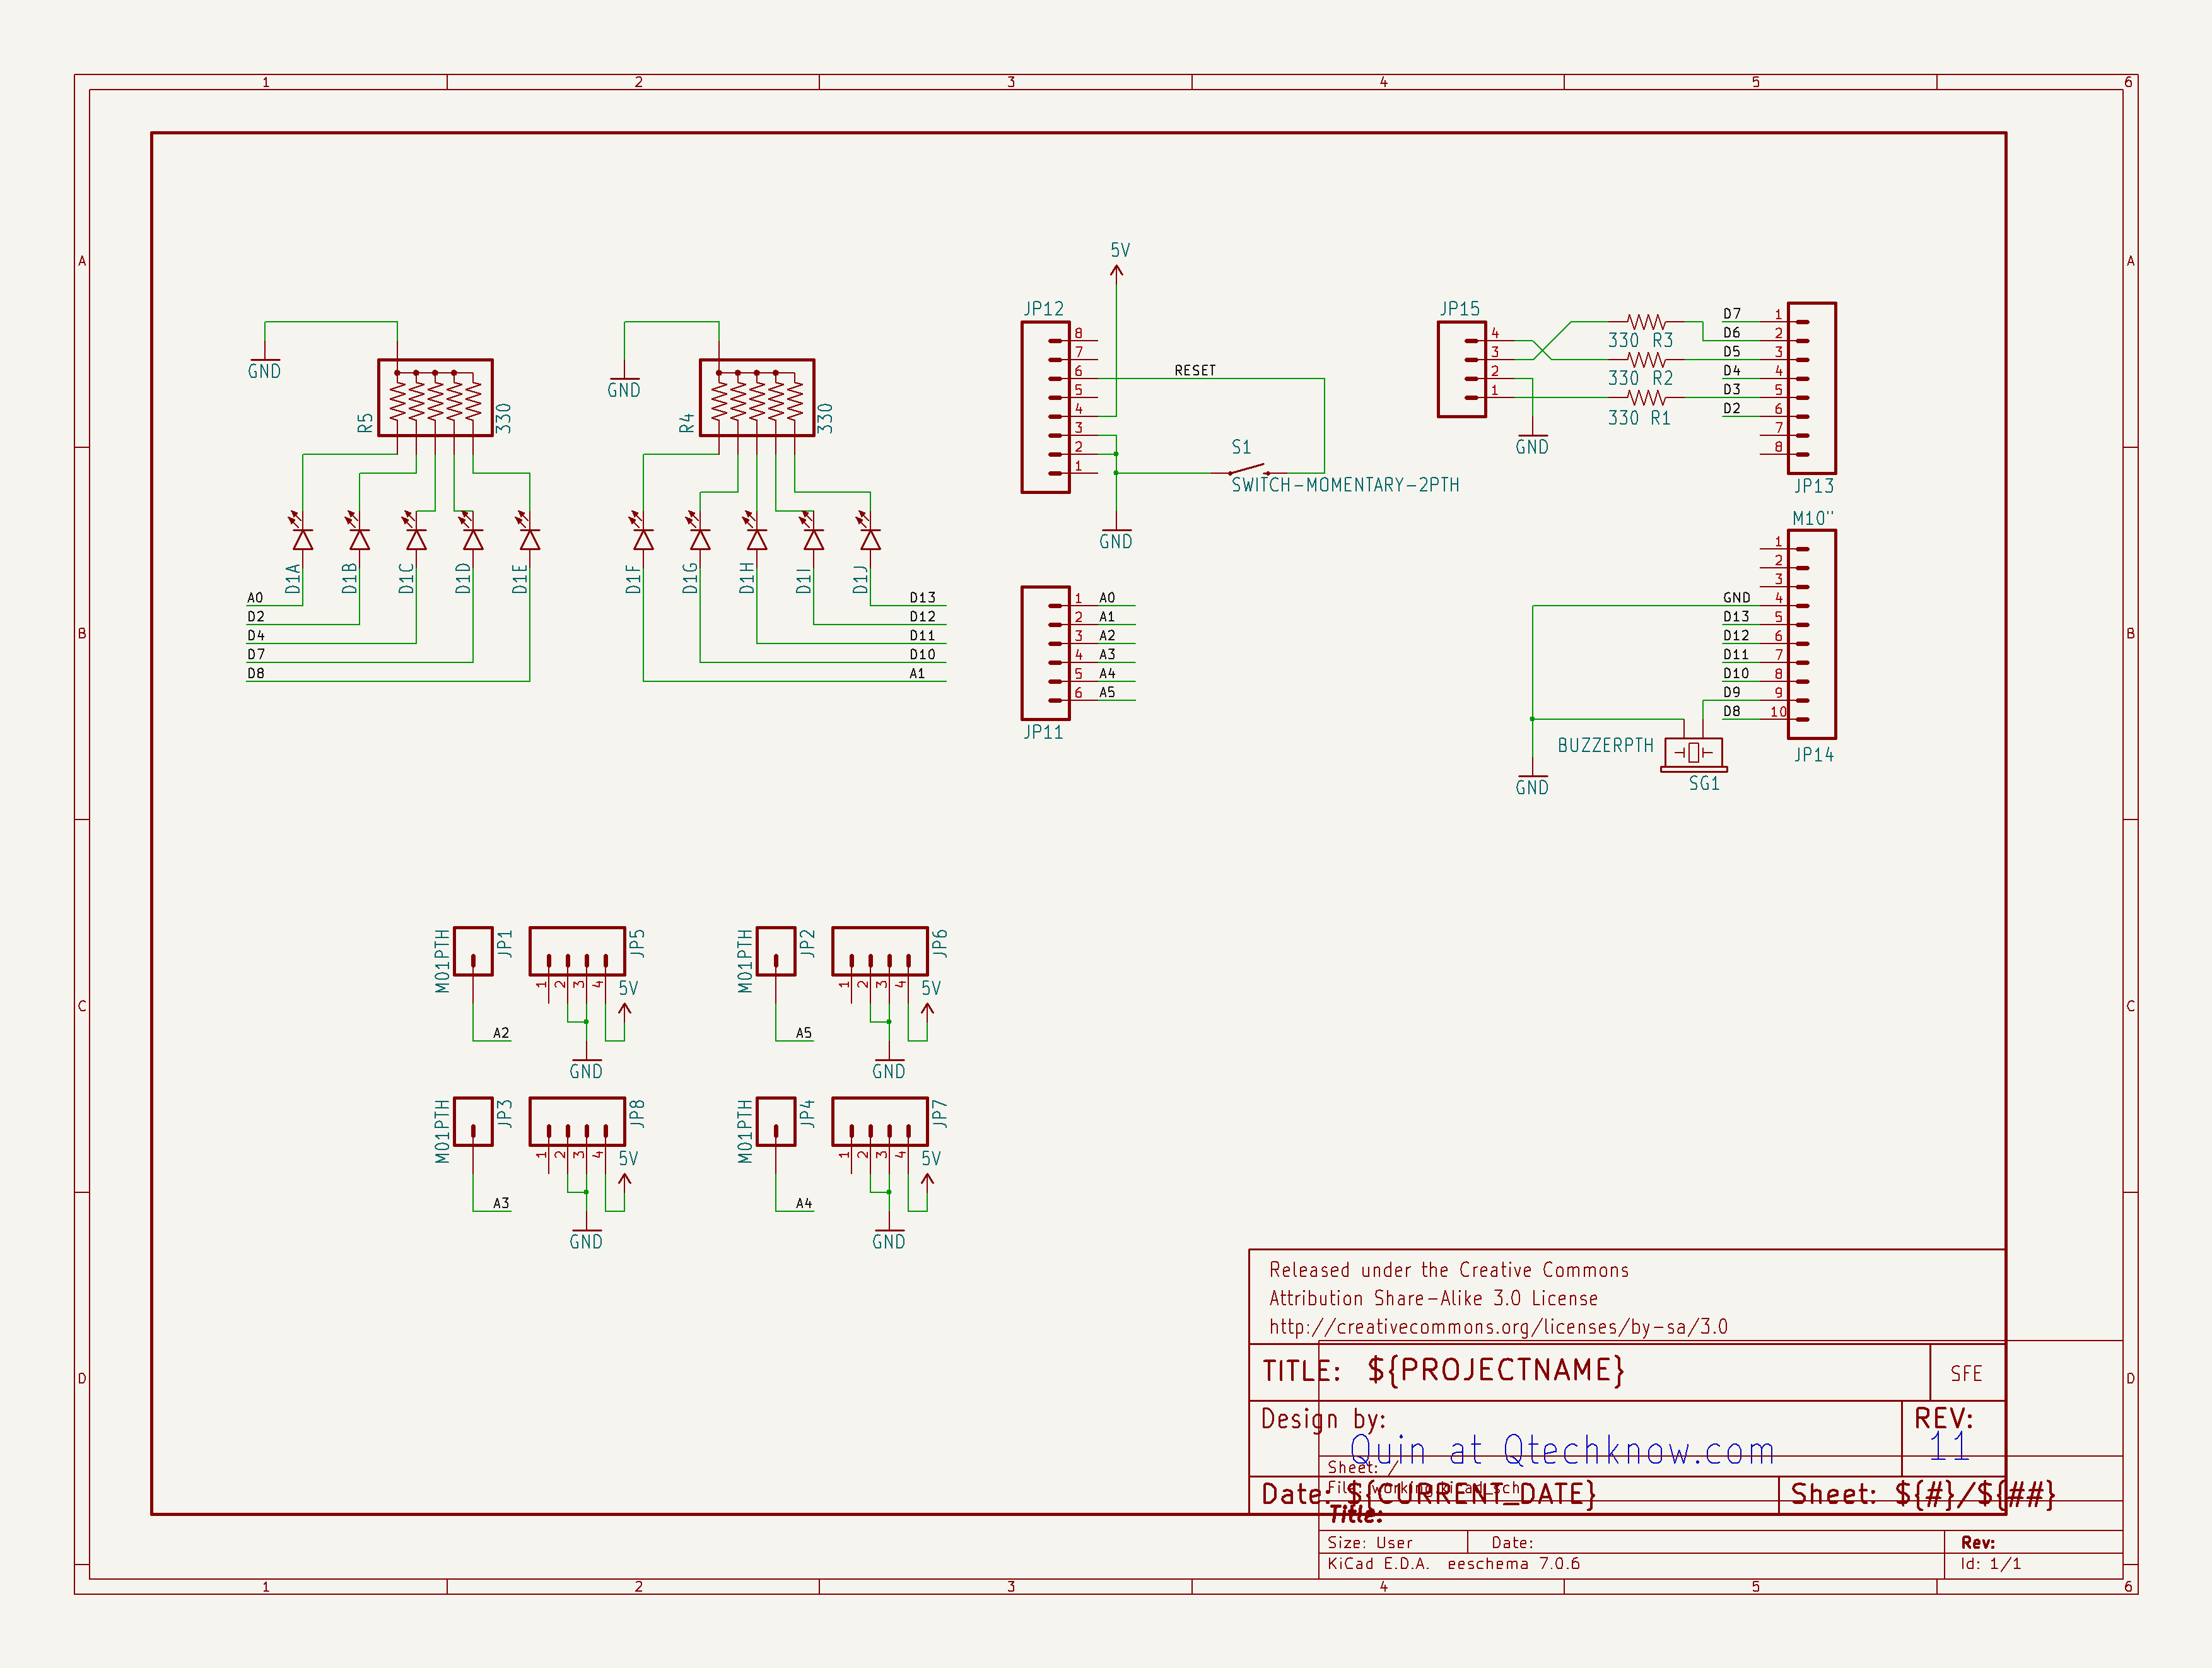 1 2 3 4 5 6
A A
B B
C C
D D
1 2 3 4 5 6
GND
R5
330
D1A
D1B
D1C
D1D
D1E
A0
D2
D4
D7
D8
GND
R4
330
D1F
D1G
D1H
D1I
D1J
D13
D12
D11
D10
A1
5V
JP12
8
7
6
5
4
3
2
1
RESET
S1
SWITCH-MOMENTARY-2PTH
GND
1 A0
2 A1
3 A2
4 A3
5 A4
6 A5
JP11
JP15
4
3
2
1
GND
330 R3
330 R2
330 R1
D7 1
D6 2
D5 3
D4 4
D3 5
D2 6
7
8
JP13
M10"
1
2
3
GND 4
D13 5
D12 6
D11 7
D10 8
D9 9
D8 10
JP14
BUZZERPTH
SG1
GND
M01PTH
JP1
A2
JP5
1 2 3 4
5V
GND
M01PTH
JP2
A5
JP6
1 2 3 4
5V
GND
M01PTH
JP3
A3
JP8
1 2 3 4
5V
GND
M01PTH
JP4
A4
JP7
1 2 3 4
5V
GND
Released under the Creative Commons
Attribution Share-Alike 3.0 License
http://creativecommons.org/licenses/by-sa/3.0
TITLE: ${PROJECTNAME}
SFE
Design by:
Quin at Qtechknow.com
REV:
11
Date: ${CURRENT_DATE}
Sheet: ${#}/${##}
Sheet: /
File: working.kicad_sch
Title:
Size: User Date: Rev:
KiCad E.D.A. eeschema 7.0.6 Id: 1/1